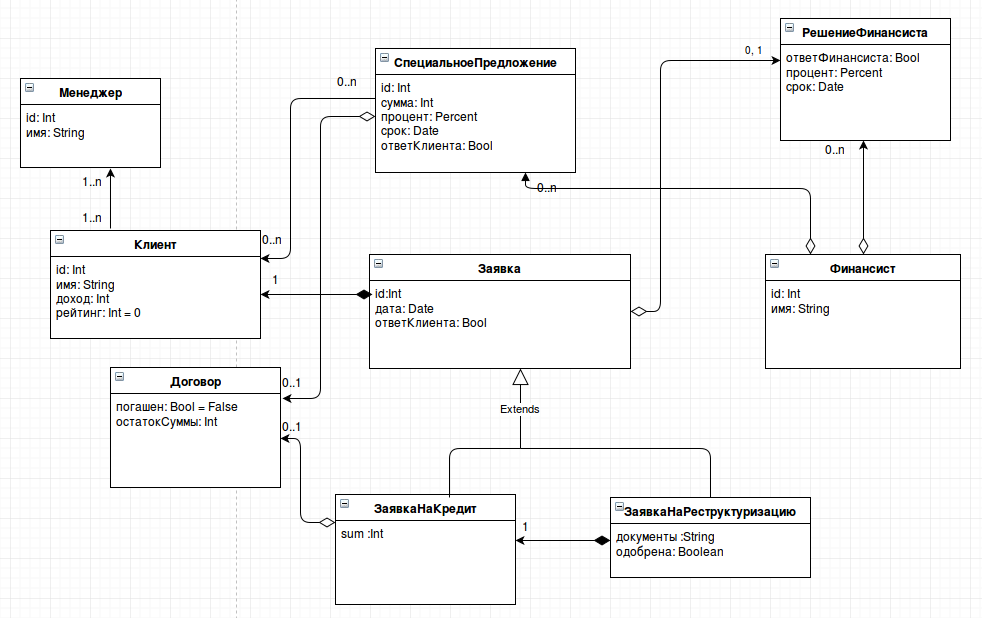 РешениеФинансиста
ответФинансиста: Bool
процент: Percent
срок: Date
0, 1
0..n
СпециальноеПредложение
id: Int
сумма: Int
процент: Percent
срок: Date
ответКлиента: Bool
0..n
0..n
Менеджер
id: Int
имя: String
1..n
1..n
Клиент
id: Int
имя: String
доход: Int
рейтинг: Int = 0
0..n
1
Заявка
id:Int
дата: Date
ответКлиента: Bool
Финансист
id: Int
имя: String
Договор
погашен: Bool = False
остатокСуммы: Int
0..1
0..1
Extends
ЗаявкаНаКредит
sum :Int
1
ЗаявкаНаРеструктуризацию
документы :String
одобрена: Boolean